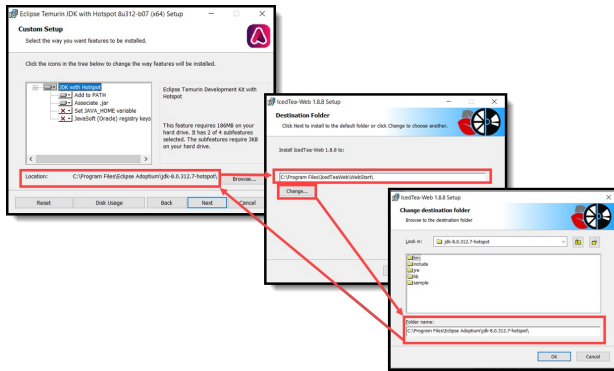 Eclipse Temurin JDK with Hotspot 8u312-b07 (x64) Setup
Custom Setup
Select the way you want features to be installed.
Click the icons in the tree below to change the way features will be installed.
JDK with Hotspot
Add to PATH
Associate .jar
Set JAVA_HOME variable
JavaSoft (Oracle) registry keys
Eclipse Temurin Development Kit with
Hotspot
This feature requires 186MB on your
hard drive. It has 2 of 4 subfeatures
selected. The subfeatures require 3KB
on your hard drive.
Location: C:\Program Files\Eclipse Adoptium\jdk-8.0.312.7-hotspot\
Browse...
Reset
Disk Usage
Back
Next
Cancel
IcedTea-Web 1.8.8 Setup
Destination Folder
Click Next to install to the default folder or click Change to choose another.
Install IcedTea-Web 1.8.8 to:
C:\Program Files\IcedTeaWeb\WebStart\
Change...
IcedTea-Web 1.8.8 Setup
Change destination folder
Browse to the destination folder
Look in: jdk-8.0.312.7-hotspot
bin
include
jre
lib
sample
Folder name:
C:\Program Files\Eclipse Adoptium\jdk-8.0.312.7-hotspot\
OK
Cancel